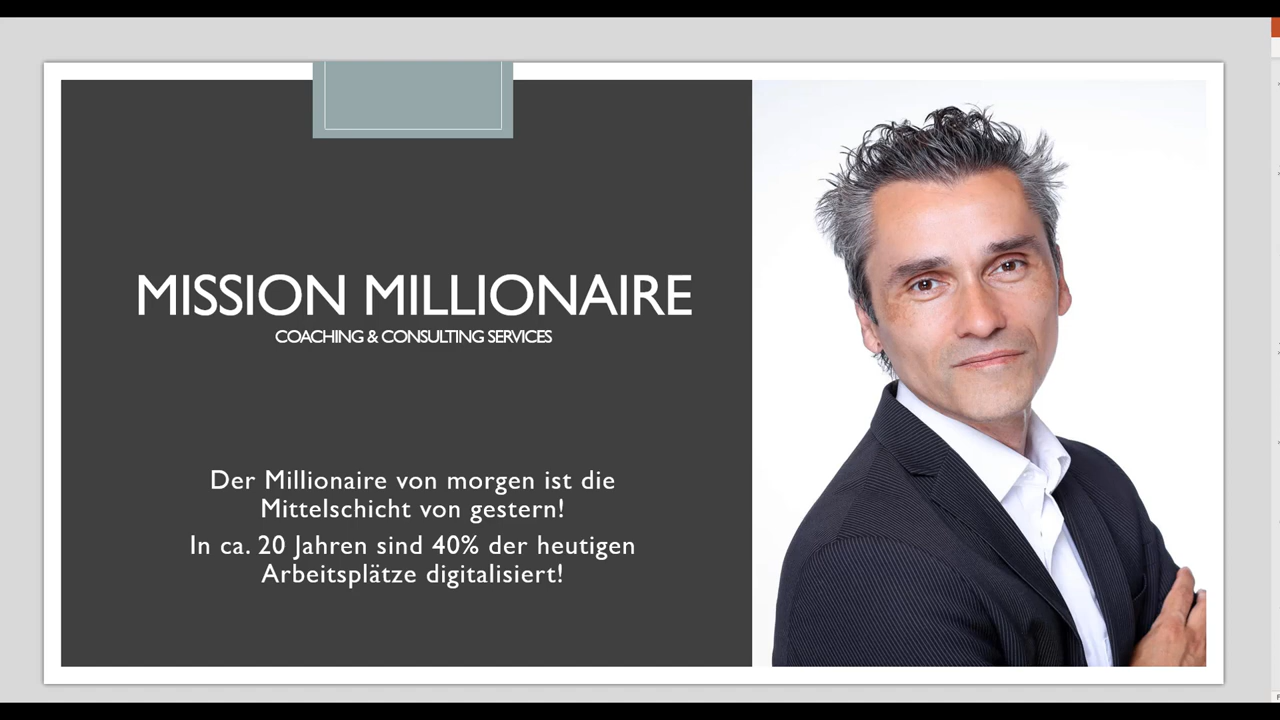 MISSION MILLIONAIRE
COACHING & CONSULTING SERVICES
Der Millionaire von morgen ist die
Mittelschicht von gestern!
In ca. 20 Jahren sind 40% der heutigen
Arbeitsplätze digitalisiert!